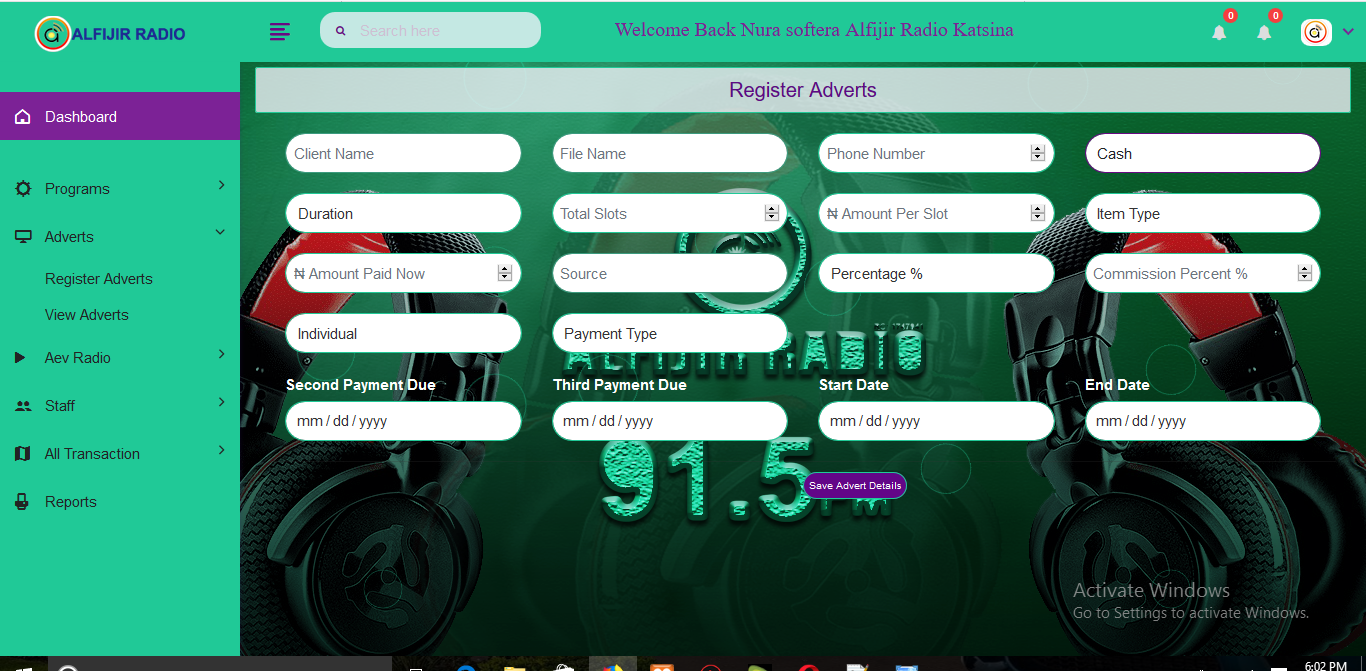 ALFIJIR RADIO
Search here
Welcome Back Nura softera Alfijir Radio Katsina
0
0
Dashboard
Programs
Adverts
Register Adverts
View Adverts
Aev Radio
Staff
All Transaction
Reports
Register Adverts
Client Name
File Name
Phone Number
Cash
Duration
Total Slots
₦ Amount Per Slot
Item Type
₦ Amount Paid Now
Source
Percentage %
Commission Percent %
Individual
Payment Type
ALFIJIR RADIO
Second Payment Due
Third Payment Due
Start Date
End Date
mm / dd / yyyy
mm / dd / yyyy
mm / dd / yyyy
mm / dd / yyyy
91.5FM
Save Advert Details
Activate Windows
Go to Settings to activate Windows.
6:02 PM